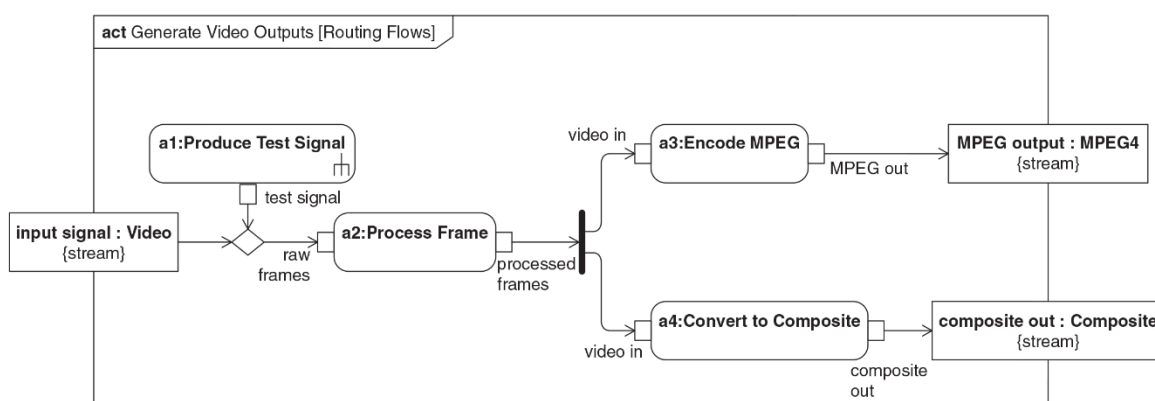 act Generate Video Outputs [Routing Flows]
a1:Produce Test Signal
test signal
input signal : Video
{stream}
raw
frames
a2:Process Frame
processed
frames
video in
a3:Encode MPEG
MPEG out
MPEG output : MPEG4
{stream}
video in
a4:Convert to Composite
composite
out
composite out : Composite
{stream}